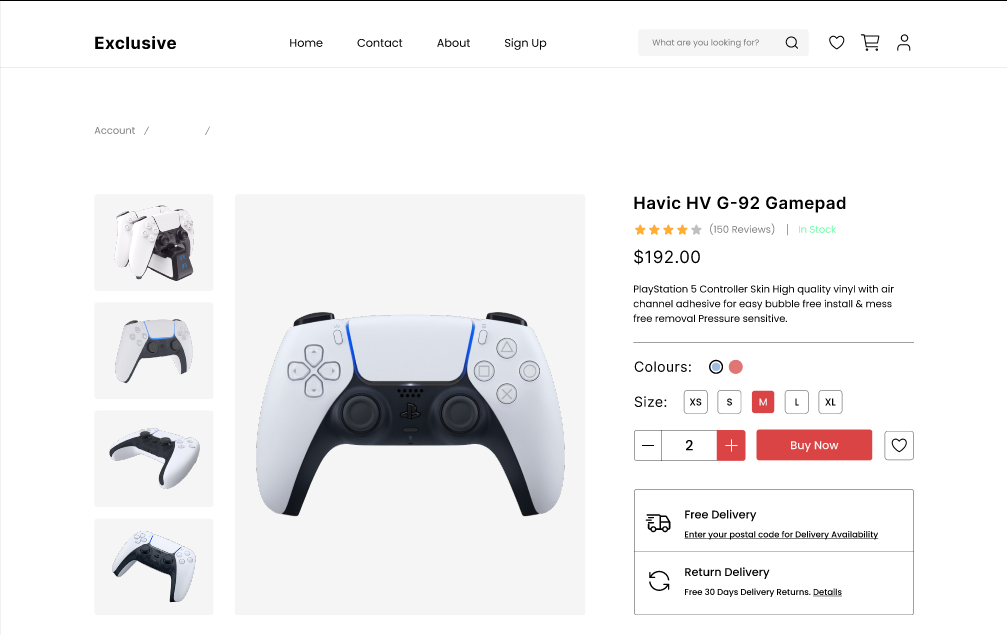 Exclusive
Home Contact About Sign Up
What are you looking for?
Account / /
Havic HV G-92 Gamepad
(150 Reviews) | In Stock
$192.00
PlayStation 5 Controller Skin High quality vinyl with air
channel adhesive for easy bubble free install & mess
free removal Pressure sensitive.
Colours:
Size: XS S M L XL
2 Buy Now
Free Delivery
Enter your postal code for Delivery Availability
Return Delivery
Free 30 Days Delivery Returns. Details